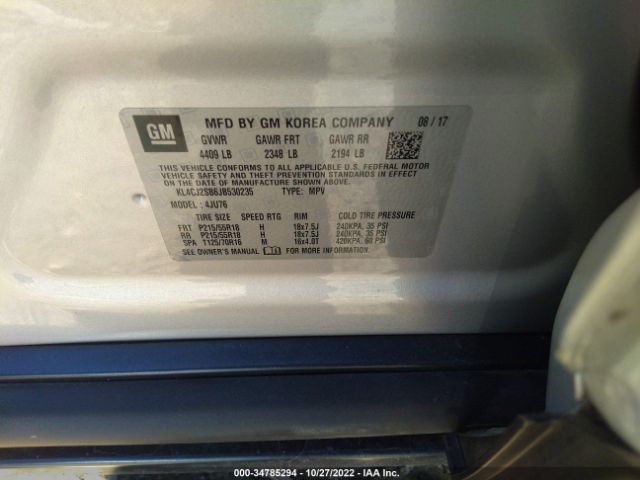 GM
MFD BY GM KOREA COMPANY 08/17
GVWR GAWR FRT GAWR RR
4409 LB 2348 LB 2194 LB
THIS VEHICLE CONFORMS TO ALL APPLICABLE U.S. FEDERAL MOTOR
VEHICLE SAFETY, BUMPER, AND THEFT PREVENTION STANDARDS IN
EFFECT ON THE DATE OF MANUFACTURE SHOWN ABOVE.
KL4CJ2SB6JB530235 TYPE: MPV
MODEL: 4JU76
TIRE SIZE SPEED RTG RIM COLD TIRE PRESSURE
FRT P215/55R18 H 18x7.5J 240KPA, 35 PSI
RR P215/55R18 H 18x7.5J 240KPA, 35 PSI
SPA T125/70R16 M 16x4.0T 420KPA, 60 PSI
SEE OWNER'S MANUAL FOR MORE INFORMATION.
000-34785294 - 10/27/2022 - IAA Inc.